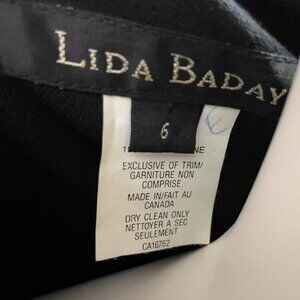 LIDA BADAY
6
EXCLUSIVE OF TRIM/
GARNITURE NON
COMPRISE
MADE IN/FAIT AU
CANADA
DRY CLEAN ONLY
NETTOYER A SEC
SEULEMENT
CA16762